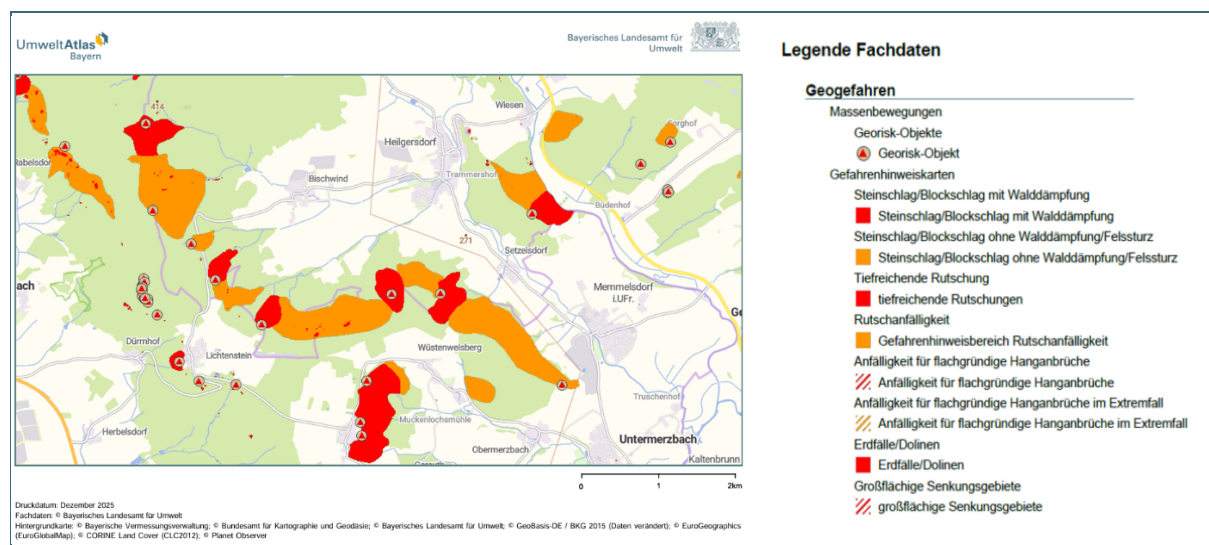 UmweltAtlas
Bayern
Bayerisches Landesamt für
Umwelt
414
Wiesen
Heilgersdorf
Bischwind
Trammershof
Büdenhof
271
Setzelsdorf
Memmelsdorf
i.UFr.
ach
Ge
Dürrnhof
Lichtenstein
Wüstenweisberg
Truschenhof
Muckenlochsmühle
Herbelsdorf
Obermerzbach
Untermerzbach
Kaltenbrunn
0 1 2km
Druckdatum: Dezember 2025
Fachdaten: © Bayerisches Landesamt für Umwelt
Hintergrundkarte: © Bayerische Vermessungsverwaltung; © Bundesamt für Kartographie und Geodäsie; © Bayerisches Landesamt für Umwelt; © GeoBasis-DE / BKG 2015 (Daten verändert); © EuroGeographics
(EuroGlobalMap); © CORINE Land Cover (CLC2012); © Planet Observer
Legende Fachdaten
Geogefahren
Massenbewegungen
Georisk-Objekte
Georisk-Objekt
Gefahrenhinweiskarten
Steinschlag/Blockschlag mit Walddämpfung
Steinschlag/Blockschlag mit Walddämpfung
Steinschlag/Blockschlag ohne Walddämpfung/Felssturz
Steinschlag/Blockschlag ohne Walddämpfung/Felssturz
Tiefreichende Rutschung
tiefreichende Rutschungen
Rutschanfälligkeit
Gefahrenhinweisbereich Rutschanfälligkeit
Anfälligkeit für flachgründige Hanganbrüche
Anfälligkeit für flachgründige Hanganbrüche
Anfälligkeit für flachgründige Hanganbrüche im Extremfall
Anfälligkeit für flachgründige Hanganbrüche im Extremfall
Erdfälle/Dolinen
Erdfälle/Dolinen
Großflächige Senkungsgebiete
großflächige Senkungsgebiete